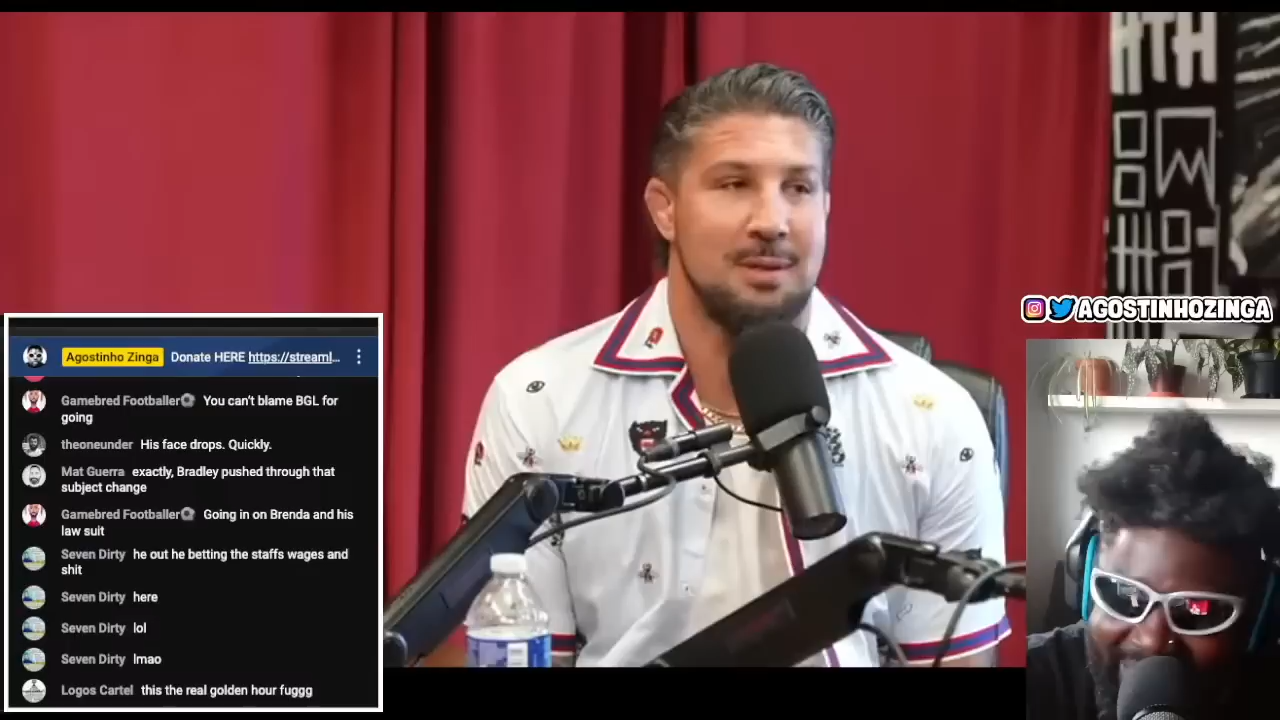 AGOSTINHOZINGA
Agostinho Zinga Donate HERE https://streaml...
Gamebred Footballer⚽ You can't blame BGL for
going
theoneunder His face drops. Quickly.
Mat Guerra exactly, Bradley pushed through that
subject change
Gamebred Footballer⚽ Going in on Brenda and his
law suit
Seven Dirty he out he betting the staffs wages and
shit
Seven Dirty here
Seven Dirty lol
Seven Dirty lmao
Logos Cartel this the real golden hour fuggg